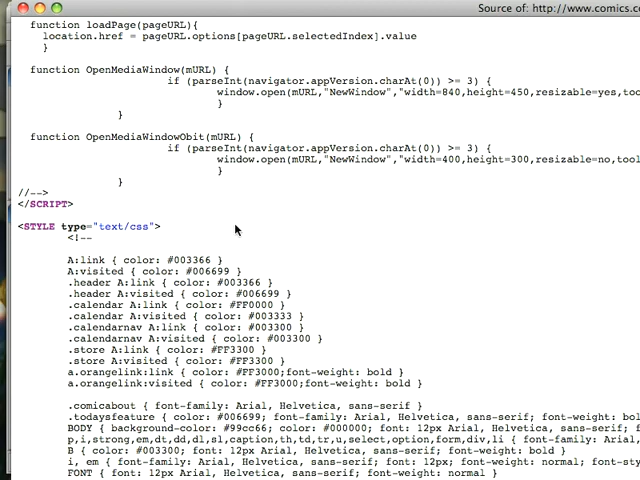 Source of: http://www.comics.c
function loadPage(pageURL){
location.href = pageURL.options[pageURL.selectedIndex].value
}
function OpenMediaWindow(mURL) {
if (parseInt(navigator.appVersion.charAt(0)) >= 3) {
window.open(mURL,"NewWindow","width=840,height=450,resizable=yes,too
}
}
function OpenMediaWindowObit(mURL) {
if (parseInt(navigator.appVersion.charAt(0)) >= 3) {
window.open(mURL,"NewWindow","width=400,height=300,resizable=no,tool
}
}
//-->
</SCRIPT>
<STYLE type="text/css">
<!--
A:link { color: #003366 }
A:visited { color: #006699 }
.header A:link { color: #003366 }
.header A:visited { color: #006699 }
.calendar A:link { color: #FF0000 }
.calendar A:visited { color: #003333 }
.calendarnav A:link { color: #003300 }
.calendarnav A:visited { color: #003300 }
.store A:link { color: #FF3300 }
.store A:visited { color: #FF3300 }
a.orangelink:link { color: #FF3000;font-weight: bold }
a.orangelink:visited { color: #FF3000;font-weight: bold }
.comicabout { font-family: Arial, Helvetica, sans-serif }
.todaysfeature { color: #006699; font-family: Arial, Helvetica, sans-serif; font-weight: bol
BODY { background-color: #99cc66; color: #000000; font: 12px Arial, Helvetica, sans-serif; f
p,i,strong,em,dt,dd,dl,sl,caption,th,td,tr,u,select,option,form,div,li { font-family: Arial,
B { color: #003300; font: 12px Arial, Helvetica, sans-serif; font-weight: bold }
i, em { font-family: Arial, Helvetica, sans-serif; font: 12px; font-weight: normal; font-sty
FONT { font: 12px Arial, Helvetica, sans-serif; font-weight: normal }